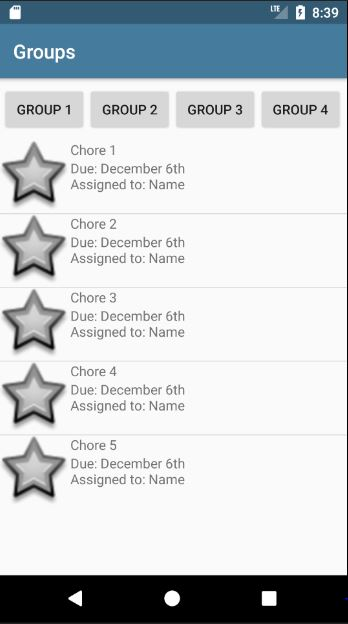 LTE 8:39
Groups
GROUP 1 GROUP 2 GROUP 3 GROUP 4
Chore 1
Due: December 6th
Assigned to: Name
Chore 2
Due: December 6th
Assigned to: Name
Chore 3
Due: December 6th
Assigned to: Name
Chore 4
Due: December 6th
Assigned to: Name
Chore 5
Due: December 6th
Assigned to: Name